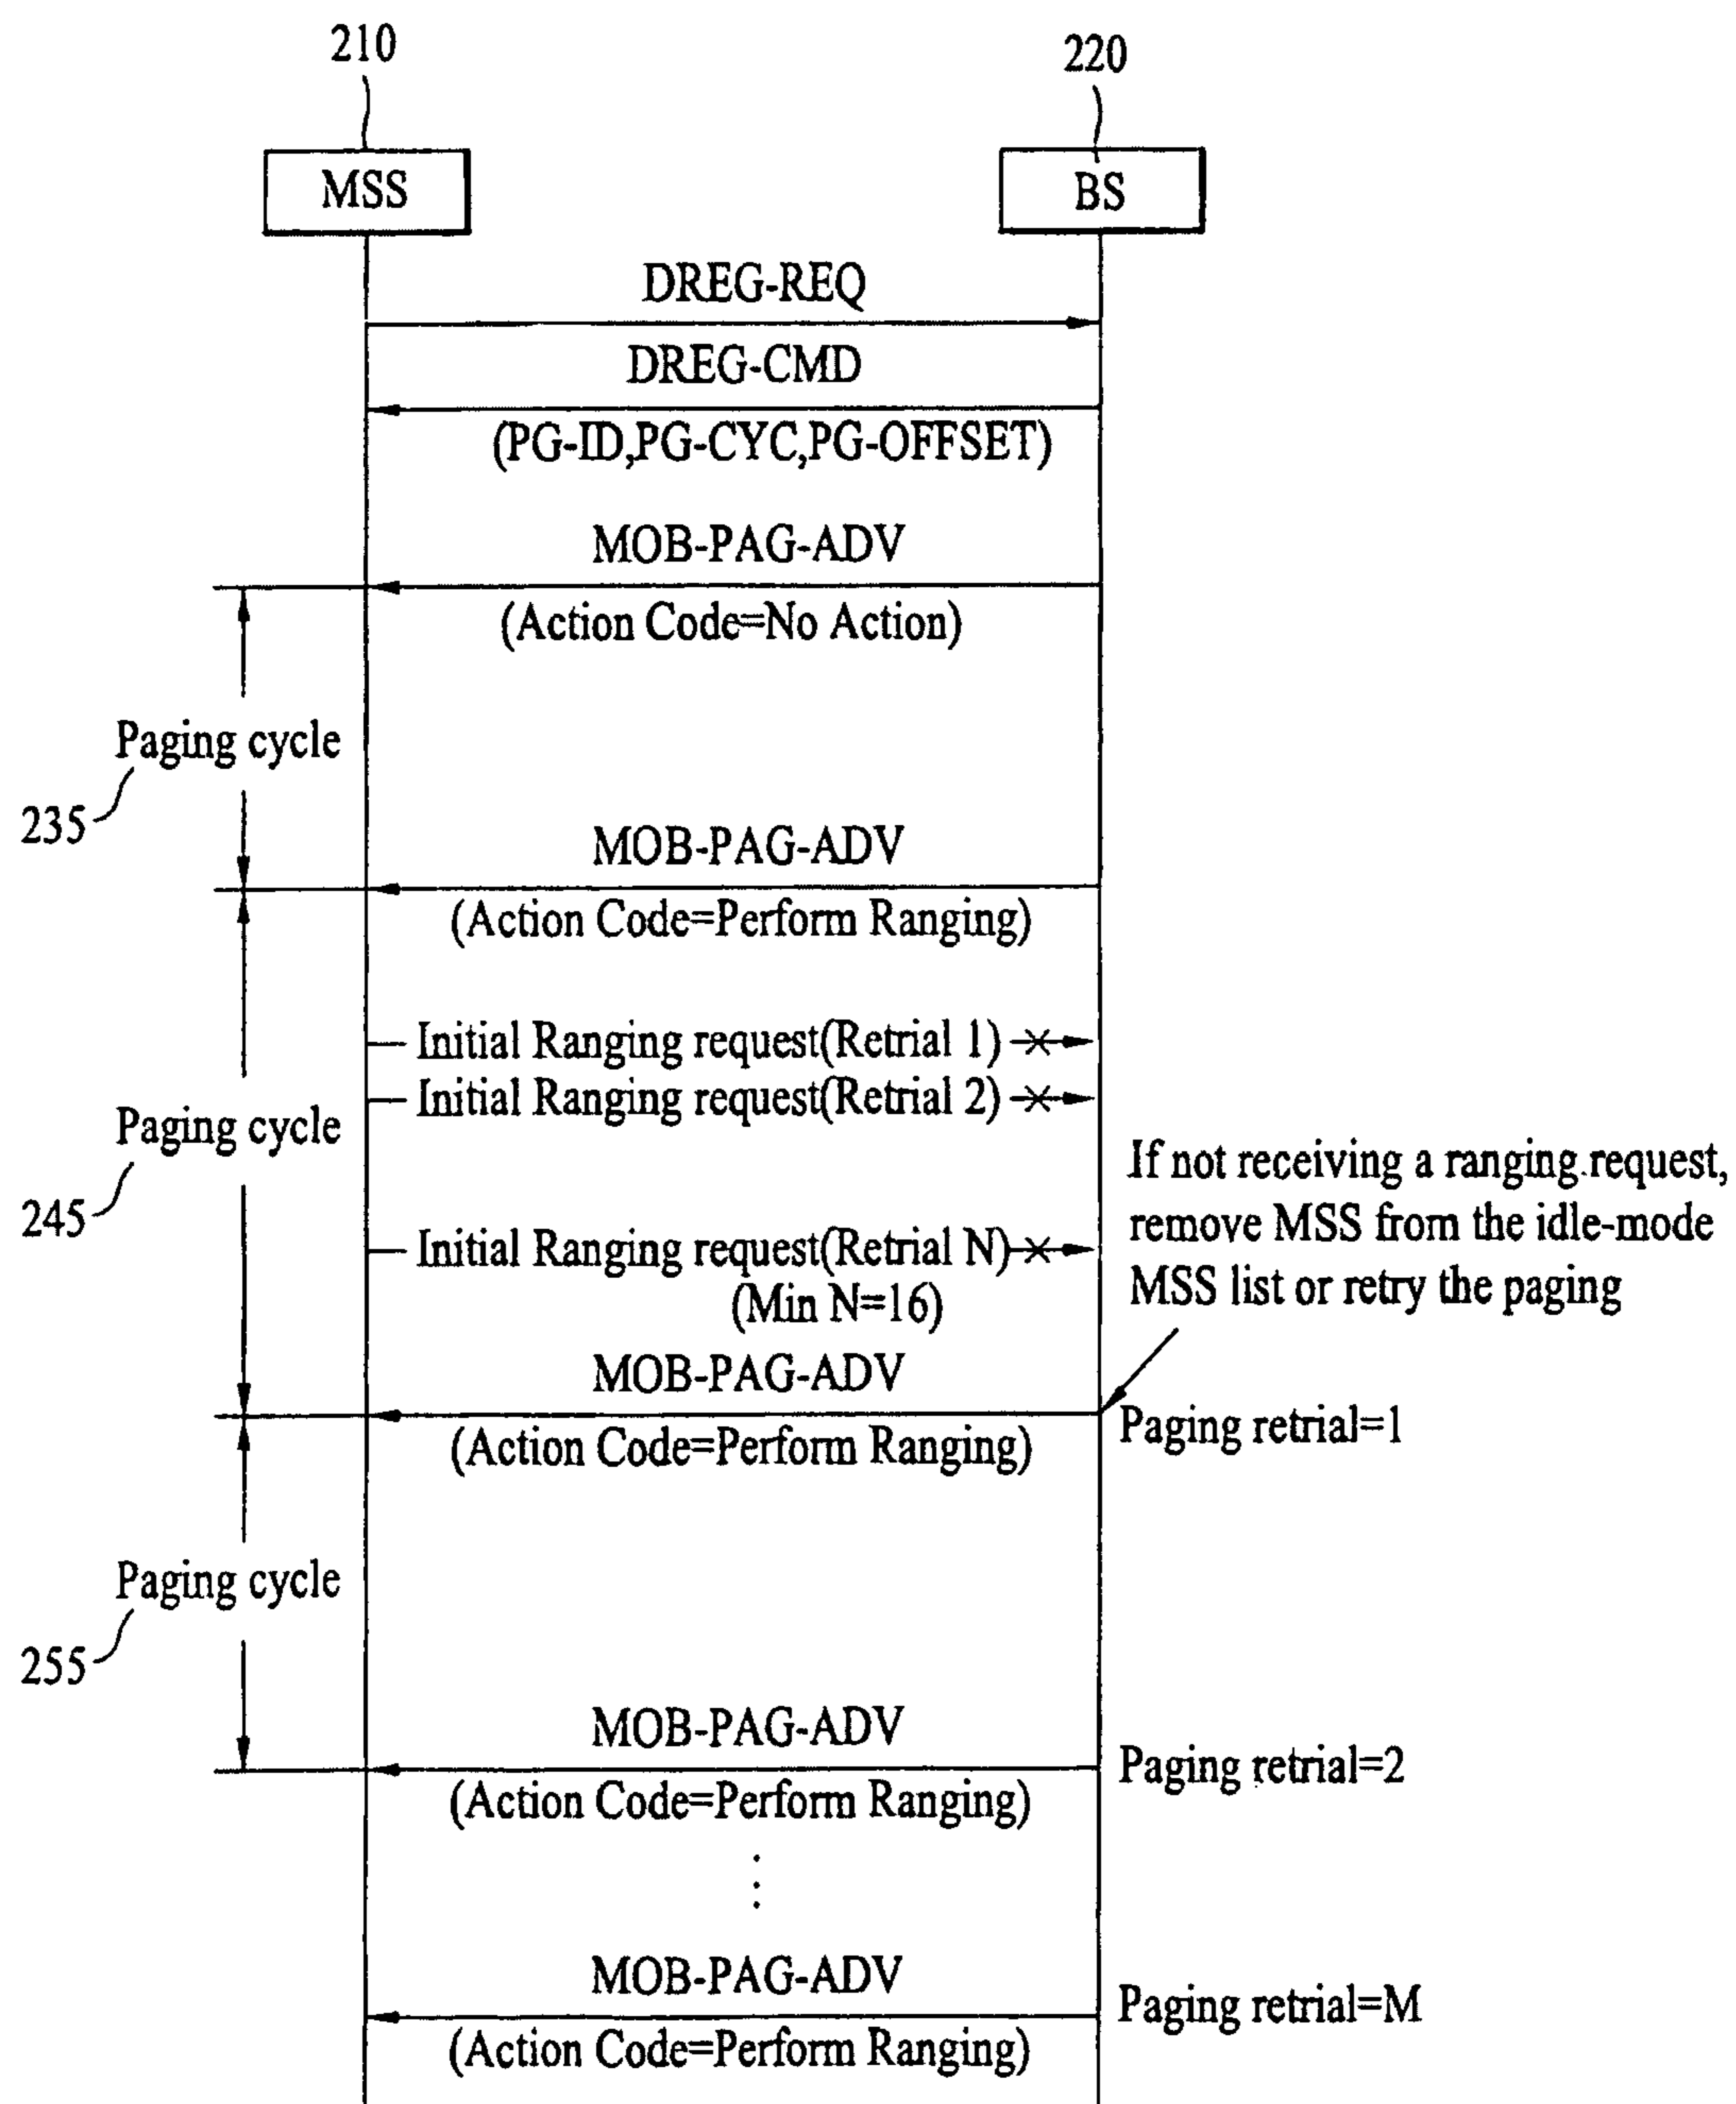 210
220
MSS
BS
DREG-REQ
DREG-CMD
(PG-ID,PG-CYC,PG-OFFSET)
MOB-PAG-ADV
(Action Code=No Action)
Paging cycle
235
MOB-PAG-ADV
(Action Code=Perform Ranging)
Initial Ranging request(Retrial 1)
Initial Ranging request(Retrial 2)
Paging cycle
245
If not receiving a ranging.request,
remove MSS from the idle-mode
MSS list or retry the paging
Initial Ranging request(Retrial N)
(Min N=16)
MOB-PAG-ADV
(Action Code=Perform Ranging)
Paging retrial=1
Paging cycle
255
MOB-PAG-ADV
(Action Code=Perform Ranging)
Paging retrial=2
MOB-PAG-ADV
(Action Code=Perform Ranging)
Paging retrial=M